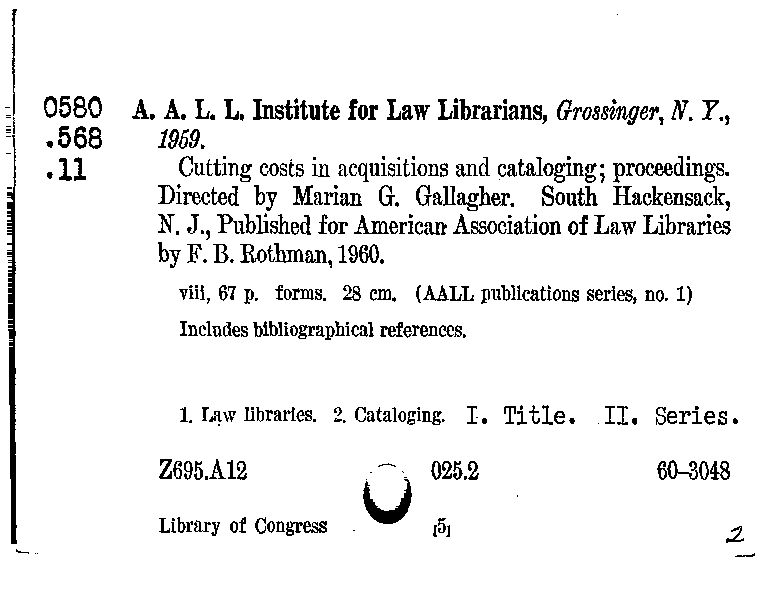 0580 A. A. L. L. Institute for Law Librarians, Grossinger, N. Y.,
.568 1959.
.11 Cutting costs in acquisitions and cataloging; proceedings.
Directed by Marian G. Gallagher. South Hackensack,
N. J., Published for American Association of Law Libraries
by F. B. Rothman, 1960.
viii, 67 p. forms. 28 cm. (AALL publications series, no. 1)
Includes bibliographical references.
1. Law libraries. 2. Cataloging. I. Title. II. Series.
Z695.A12 025.2 60–3048
Library of Congress [5]
2